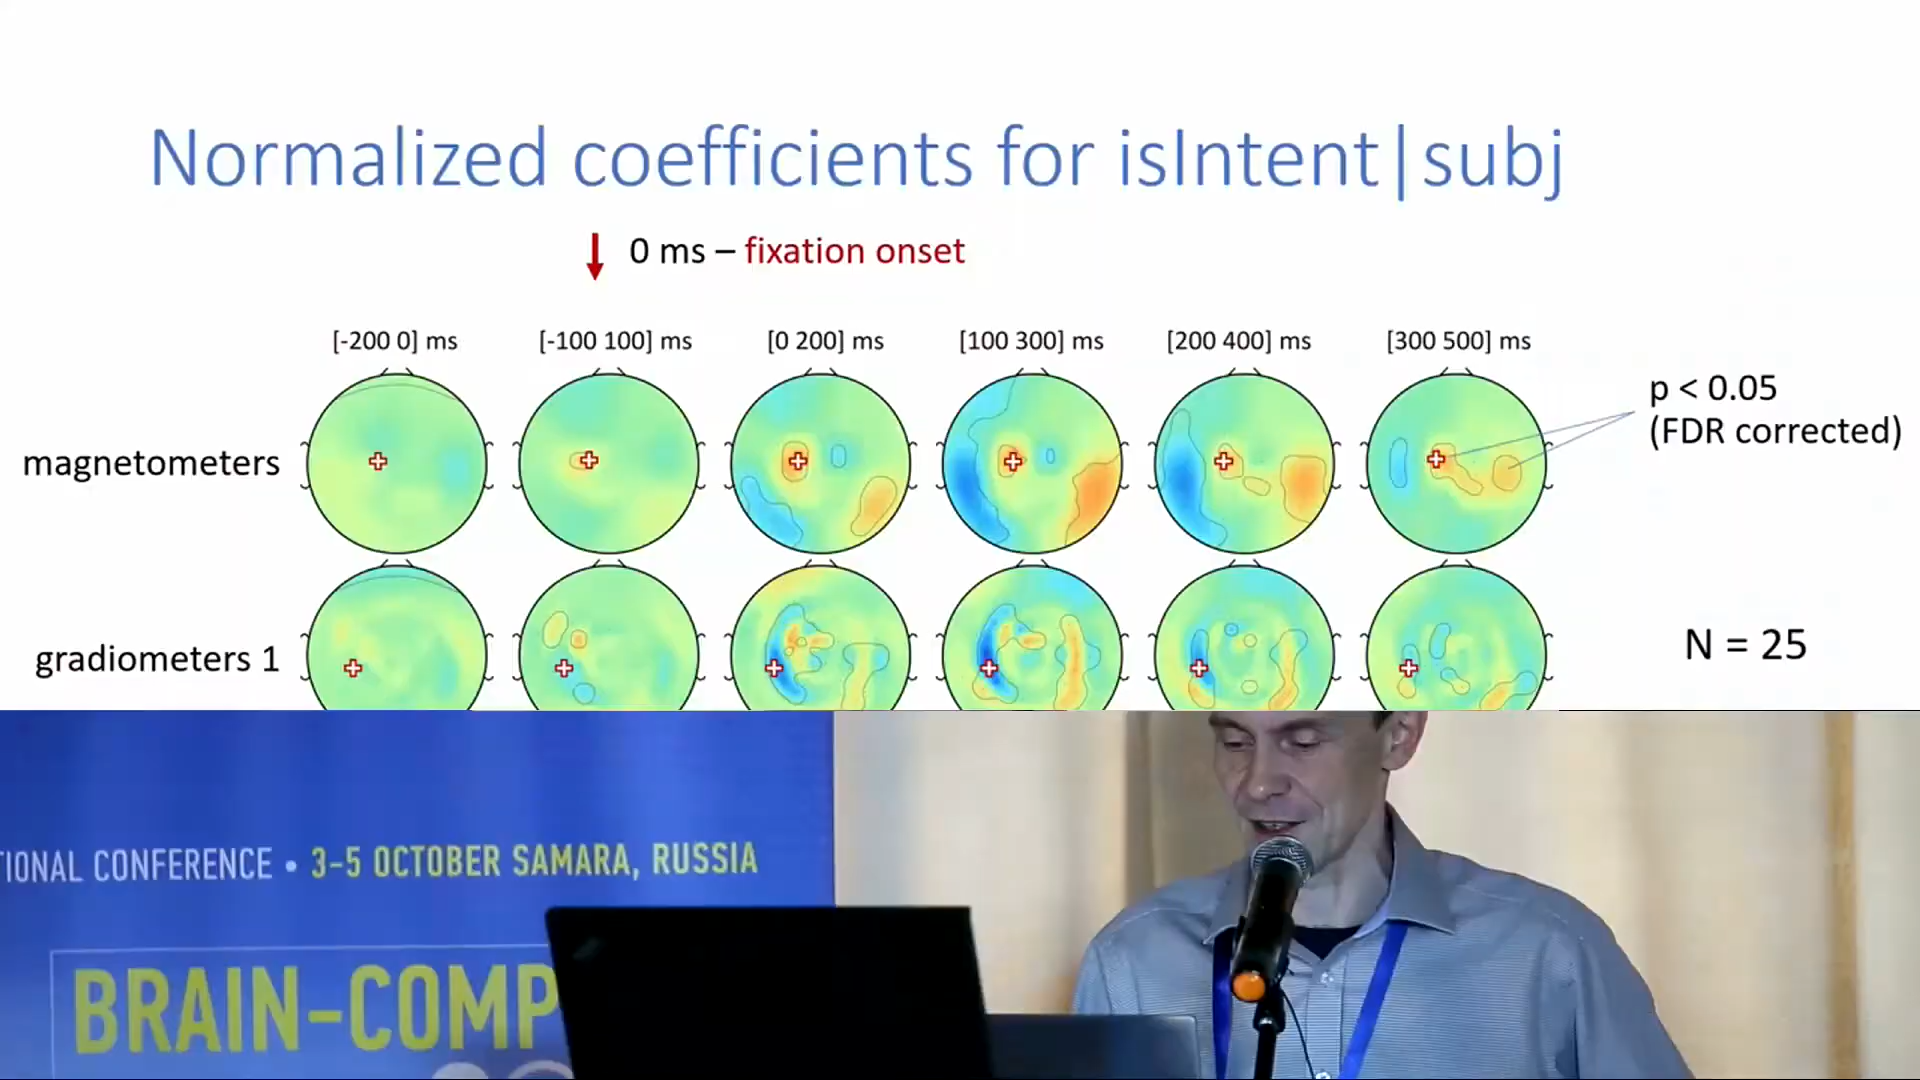 Normalized coefficients for isIntent|subj
0 ms – fixation onset
[-200 0] ms
[-100 100] ms
[0 200] ms
[100 300] ms
[200 400] ms
[300 500] ms
p < 0.05
(FDR corrected)
magnetometers
gradiometers 1
N = 25
TIONAL CONFERENCE • 3-5 OCTOBER SAMARA, RUSSIA
BRAIN-COMP